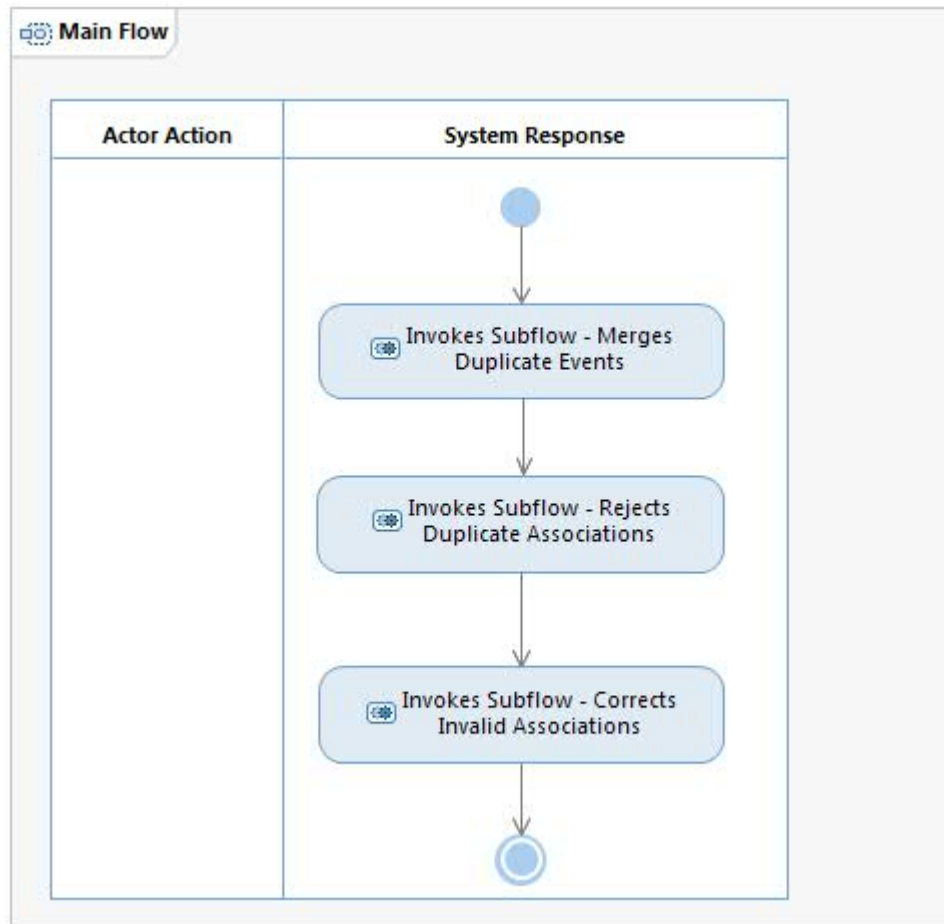 Main Flow
Actor Action
System Response
Invokes Subflow - Merges
Duplicate Events
Invokes Subflow - Rejects
Duplicate Associations
Invokes Subflow - Corrects
Invalid Associations